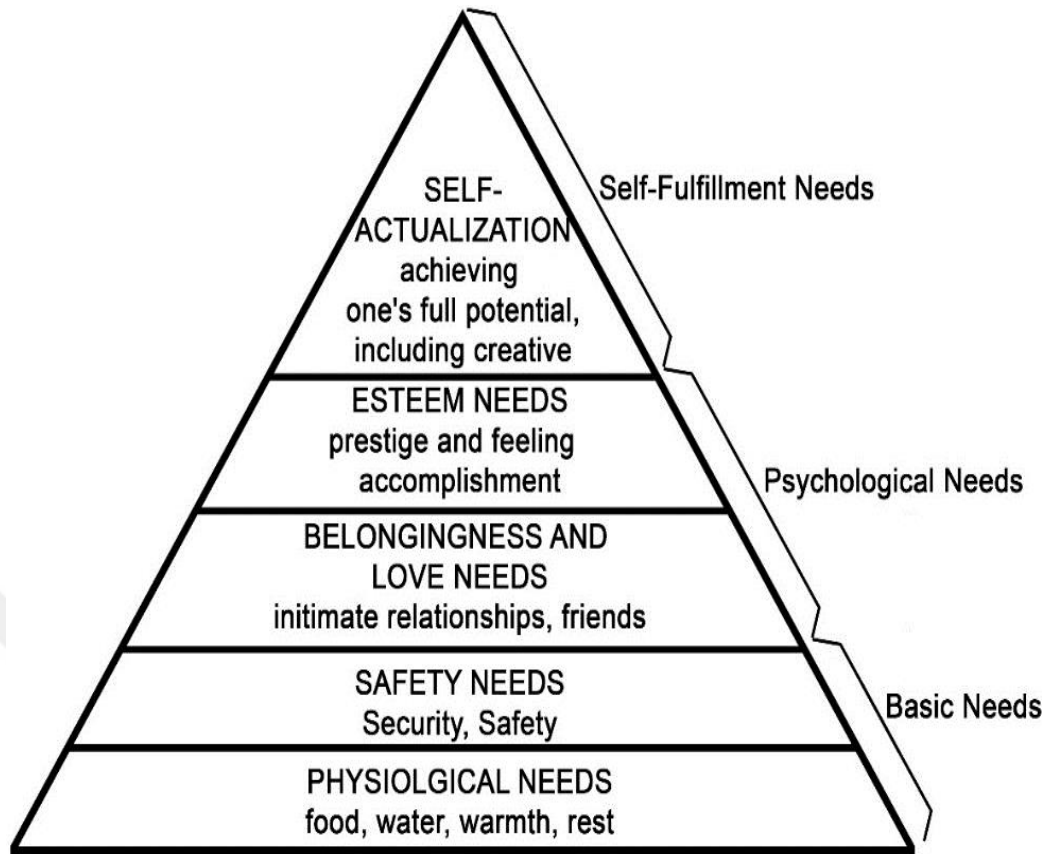 SELF-
ACTUALIZATION
achieving
one's full potential,
including creative
Self-Fulfillment Needs
ESTEEM NEEDS
prestige and feeling
accomplishment
Psychological Needs
BELONGINGNESS AND
LOVE NEEDS
initimate relationships, friends
SAFETY NEEDS
Security, Safety
Basic Needs
PHYSIOLGICAL NEEDS
food, water, warmth, rest